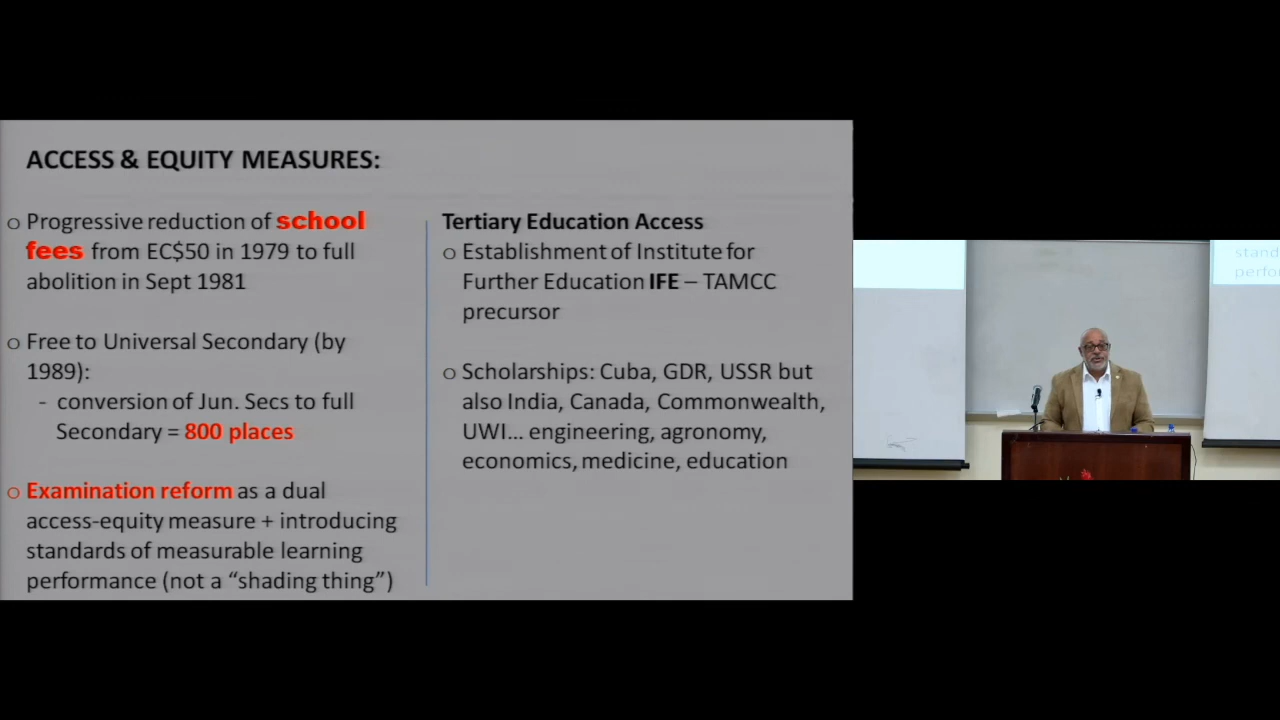 ACCESS & EQUITY MEASURES:
o Progressive reduction of school
fees from EC$50 in 1979 to full
abolition in Sept 1981
o Free to Universal Secondary (by
1989):
- conversion of Jun. Secs to full
Secondary = 800 places
o Examination reform as a dual
access-equity measure + introducing
standards of measurable learning
performance (not a “shading thing”)
Tertiary Education Access
o Establishment of Institute for
Further Education IFE – TAMCC
precursor
o Scholarships: Cuba, GDR, USSR but
also India, Canada, Commonwealth,
UWI... engineering, agronomy,
economics, medicine, education
stand
perfo